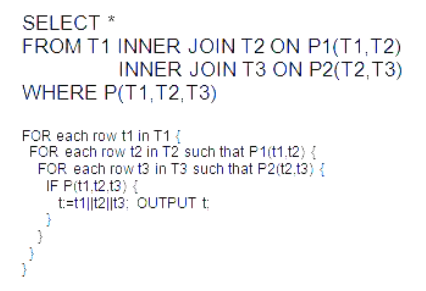 SELECT *
FROM T1 INNER JOIN T2 ON P1(T1,T2)
INNER JOIN T3 ON P2(T2,T3)
WHERE P(T1,T2,T3)
FOR each row t1 in T1 {
FOR each row t2 in T2 such that P1(t1,t2) {
FOR each row t3 in T3 such that P2(t2,t3) {
IF P(t1,t2,t3) {
t:=t1||t2||t3; OUTPUT t;
}
}
}
}